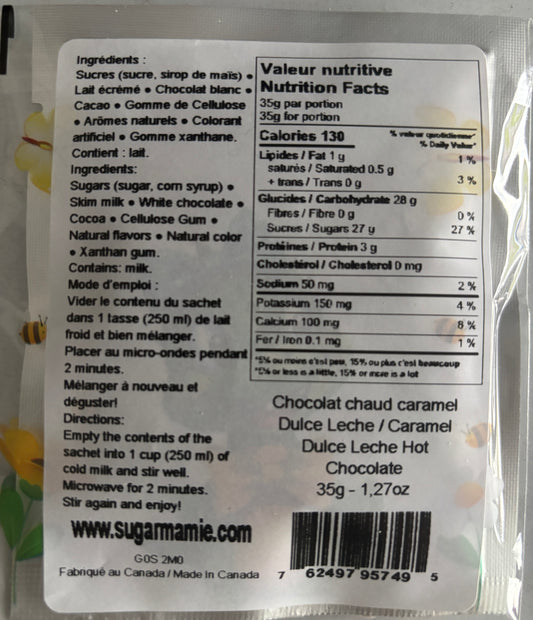 Ingrédients :
Sucres (sucre, sirop de maïs) •
Lait écrémé • Chocolat blanc •
Cacao • Gomme de Cellulose
• Arômes naturels • Colorant
artificiel • Gomme xanthane.
Contient : lait.
Ingredients:
Sugars (sugar, corn syrup) •
Skim milk • White chocolate •
Cocoa • Cellulose Gum •
Natural flavors • Natural color
• Xanthan gum.
Contains: milk.
Mode d'emploi :
Vider le contenu du sachet
dans 1 tasse (250 ml) de lait
froid et bien mélanger.
Placer au micro-ondes pendant
2 minutes.
Mélanger à nouveau et
déguster!
Directions:
Empty the contents of the
sachet into 1 cup (250 ml) of
cold milk and stir well.
Microwave for 2 minutes.
Stir again and enjoy!
www.sugarmamie.com
G0S 2M0
Fabriqué au Canada / Made In Canada
Valeur nutritive
Nutrition Facts
35g par portion
35g for portion
Calories 130
% valeur quotidienne*
% Daily Value*
Lipides / Fat 1 g 1 %
saturés / Saturated 0.5 g
+ trans / Trans 0 g 3 %
Glucides / Carbohydrate 28 g
Fibres / Fibre 0 g 0 %
Sucres / Sugars 27 g 27 %
Protéines / Protein 3 g
Cholestérol / Cholesterol 0 mg
Sodium 50 mg 2 %
Potassium 150 mg 4 %
Calcium 100 mg 8 %
Fer / Iron 0.1 mg 1 %
*5% ou moins c'est peu, 15% ou plus c'est beaucoup
*5% or less is a little, 15% or more is a lot
Chocolat chaud caramel
Dulce Leche / Caramel
Dulce Leche Hot
Chocolate
35g - 1,27oz
7 62497 95749 5